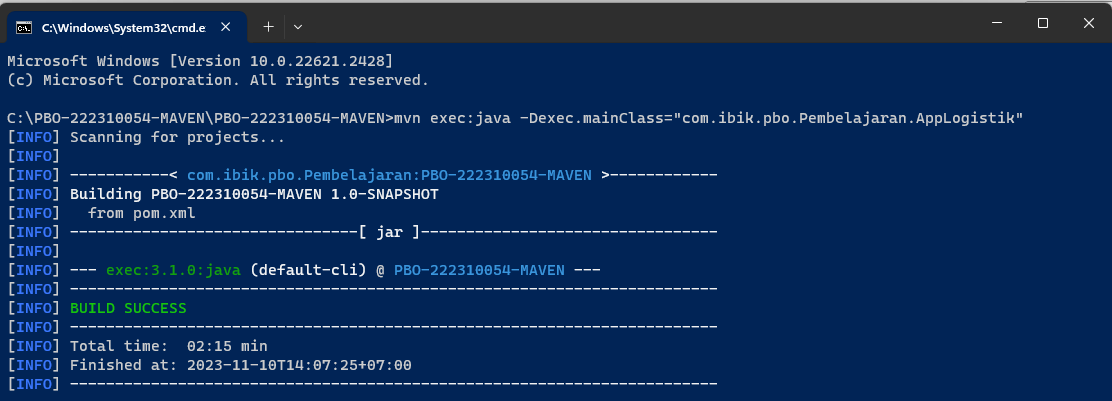 C:\Windows\System32\cmd.e
Microsoft Windows [Version 10.0.22621.2428]
(c) Microsoft Corporation. All rights reserved.
C:\PBO-222310054-MAVEN\PBO-222310054-MAVEN>mvn exec:java -Dexec.mainClass="com.ibik.pbo.Pembelajaran.AppLogistik"
[INFO] Scanning for projects...
[INFO]
[INFO] -----------< com.ibik.pbo.Pembelajaran:PBO-222310054-MAVEN >------------
[INFO] Building PBO-222310054-MAVEN 1.0-SNAPSHOT
[INFO]   from pom.xml
[INFO] --------------------------------[ jar ]---------------------------------
[INFO]
[INFO] --- exec:3.1.0:java (default-cli) @ PBO-222310054-MAVEN ---
[INFO] ------------------------------------------------------------------------
[INFO] BUILD SUCCESS
[INFO] ------------------------------------------------------------------------
[INFO] Total time:  02:15 min
[INFO] Finished at: 2023-11-10T14:07:25+07:00
[INFO] ------------------------------------------------------------------------